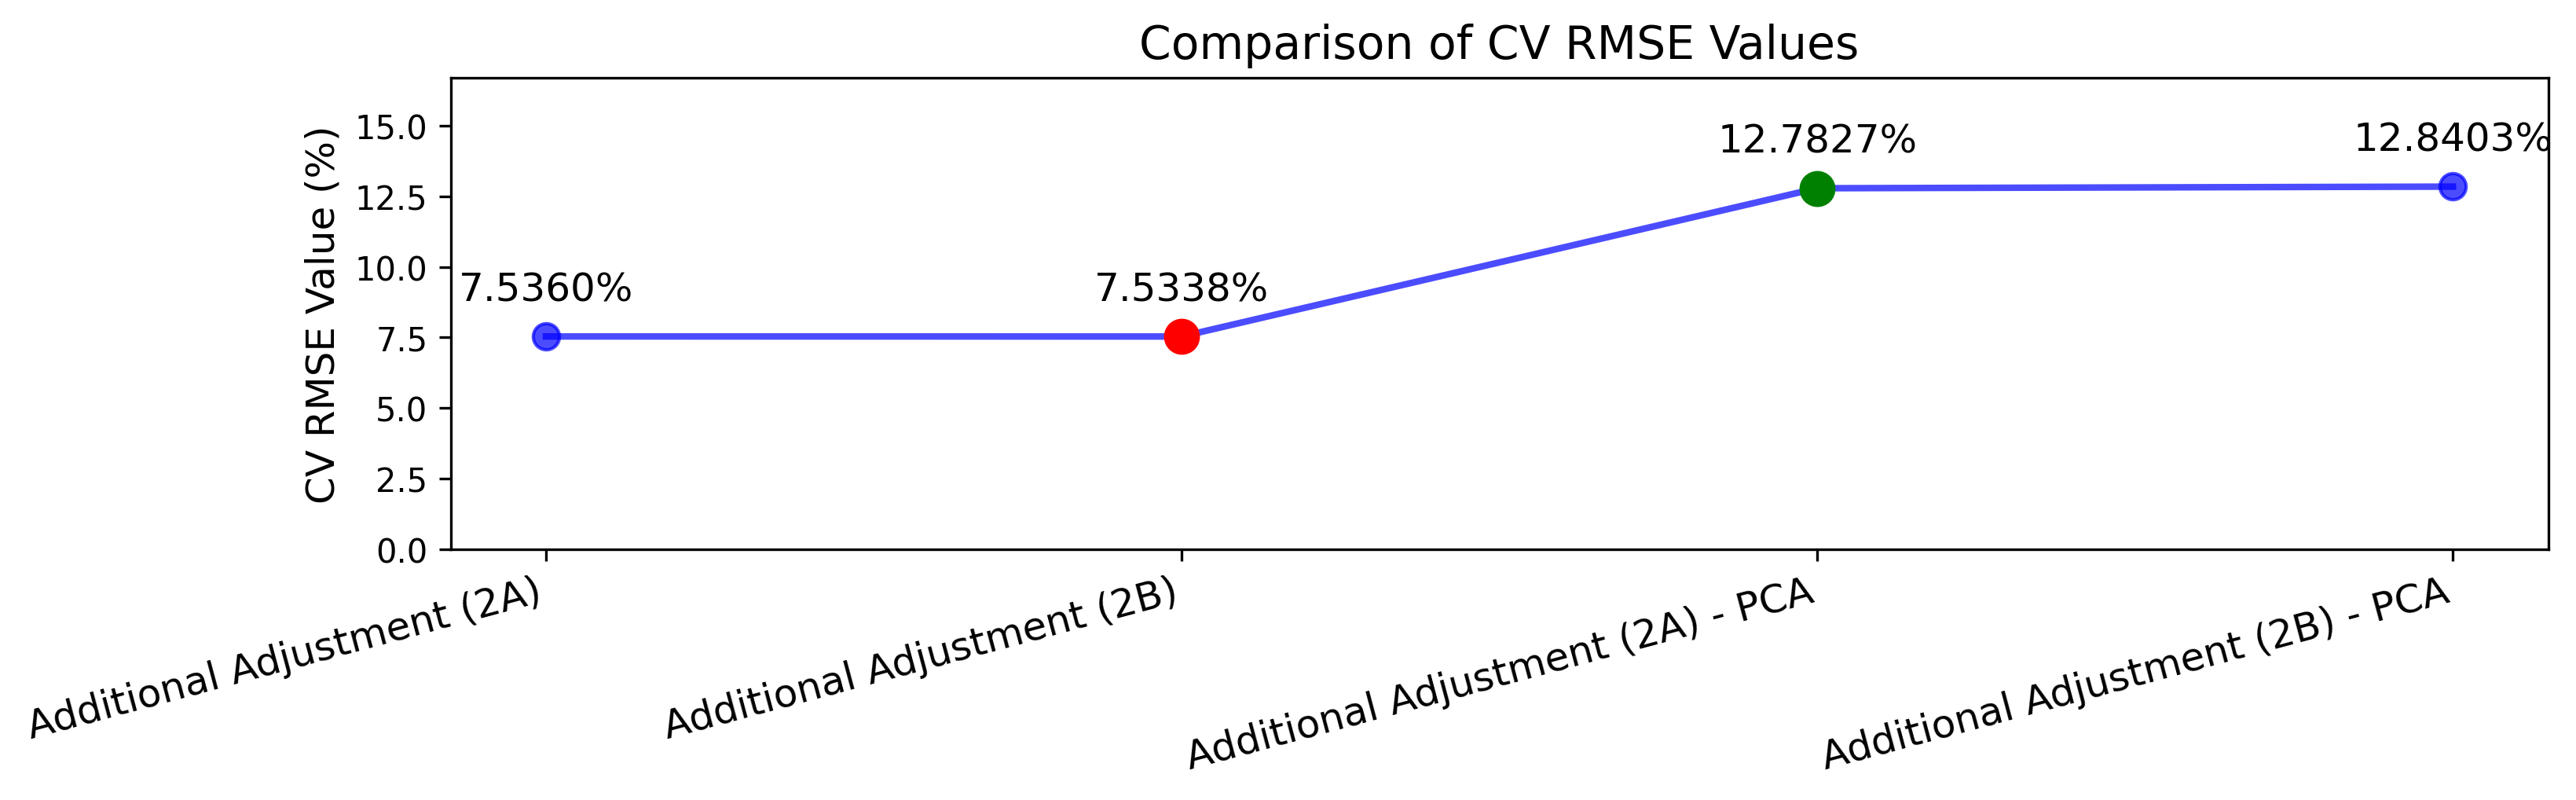 Comparison of CV RMSE Values
CV RMSE Value (%)
15.0
12.5
10.0
7.5
5.0
2.5
0.0
7.5360%
7.5338%
12.7827%
12.8403%
Additional Adjustment (2A)
Additional Adjustment (2B)
Additional Adjustment (2A) - PCA
Additional Adjustment (2B) - PCA